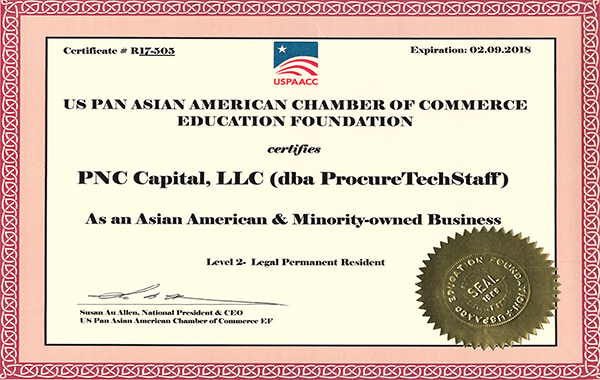 Certificate # R17-505
Expiration: 02.09.2018
USPAACC
US PAN ASIAN AMERICAN CHAMBER OF COMMERCE
EDUCATION FOUNDATION
certifies
PNC Capital, LLC (dba ProcureTechStaff)
As an Asian American & Minority-owned Business
Level 2- Legal Permanent Resident
Susan Au Allen, National President & CEO
US Pan Asian American Chamber of Commerce EF
EDUCATION FOUNDATION
USPAACC
SEAL